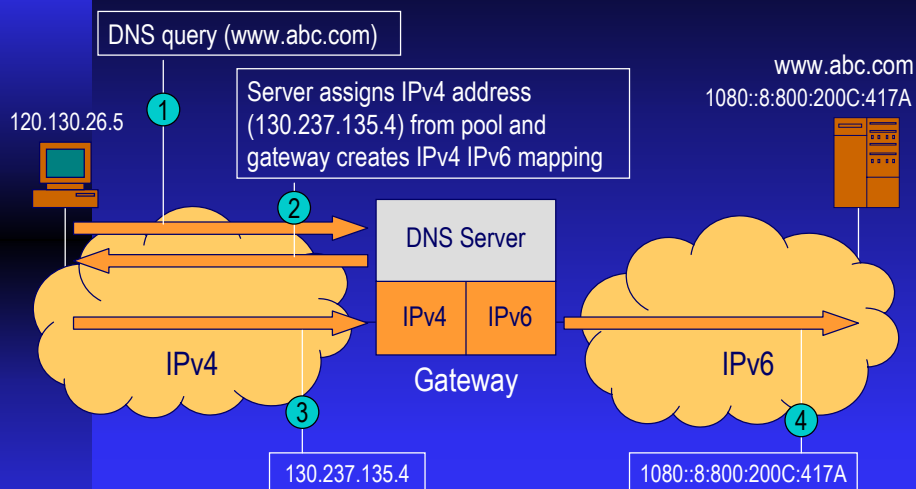 DNS query (www.abc.com)
www.abc.com
1080::8:800:200C:417A
1
Server assigns IPv4 address
(130.237.135.4) from pool and
gateway creates IPv4 IPv6 mapping
120.130.26.5
2
DNS Server
IPv4
IPv6
IPv4
IPv6
Gateway
3
4
130.237.135.4
1080::8:800:200C:417A